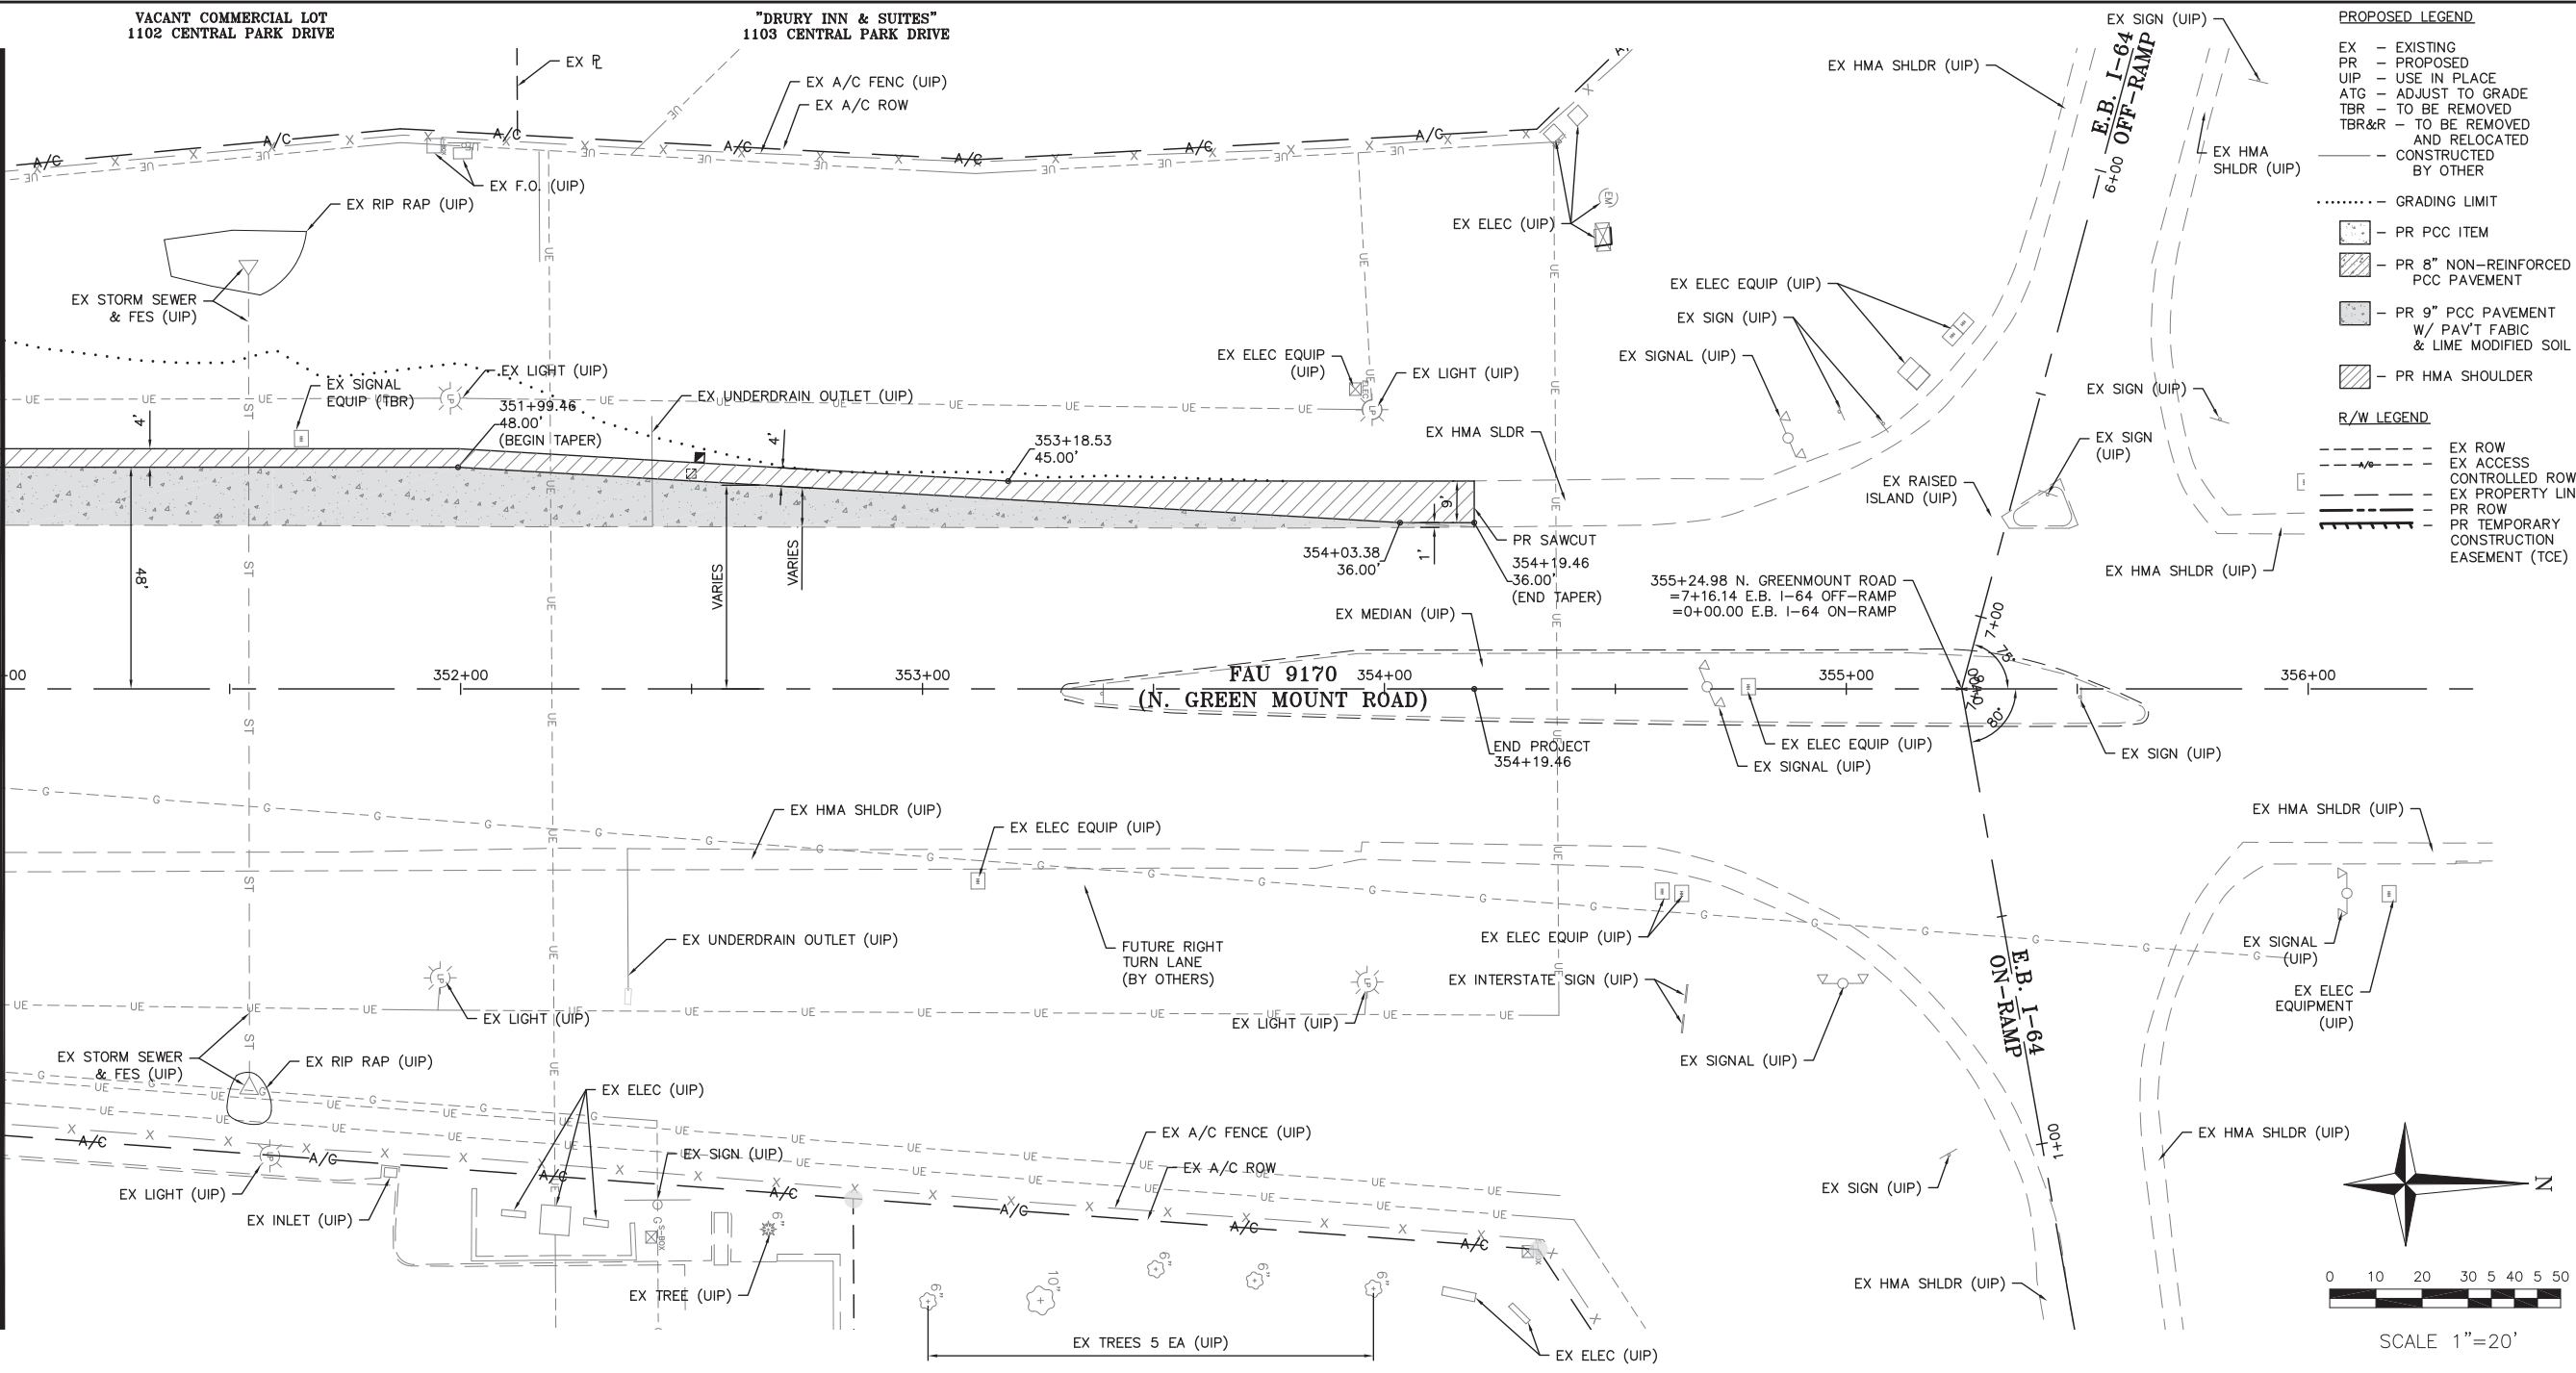 VACANT COMMERCIAL LOT
1102 CENTRAL PARK DRIVE
"DRURY INN & SUITES"
1103 CENTRAL PARK DRIVE
EX PL
EX A/C FENC (UIP)
EX A/C ROW
EX F.O. (UIP)
EX RIP RAP (UIP)
EX STORM SEWER
& FES (UIP)
EX ELEC (UIP)
EM
EX HMA SHLDR (UIP)
EX SIGN (UIP)
E.B. I-64
OFF-RAMP
6+00
EX HMA
SHLDR (UIP)
EX ELEC EQUIP (UIP)
EX SIGN (UIP)
EX SIGNAL (UIP)
EX ELEC EQUIP
(UIP)
EX LIGHT (UIP)
EX SIGNAL
EQUIP (TBR)
EX LIGHT (UIP)
EX UNDERDRAIN OUTLET (UIP)
351+99.46
48.00'
(BEGIN TAPER)
4'
4'
353+18.53
45.00'
EX HMA SLDR
EX SIGN (UIP)
EX SIGN
(UIP)
EX RAISED
ISLAND (UIP)
9'
1'
PR SAWCUT
354+03.38
36.00'
354+19.46
36.00'
(END TAPER)
48'
VARIES
VARIES
EX MEDIAN (UIP)
355+24.98 N. GREENMOUNT ROAD
=7+16.14 E.B. I-64 OFF-RAMP
=0+00.00 E.B. I-64 ON-RAMP
EX HMA SHLDR (UIP)
7+00
75°
80°
00
352+00
353+00
354+00
355+00
356+00
FAU 9170
(N. GREEN MOUNT ROAD)
END PROJECT
354+19.46
EX ELEC EQUIP (UIP)
EX SIGNAL (UIP)
EX SIGN (UIP)
EX HMA SHLDR (UIP)
EX ELEC EQUIP (UIP)
EX HMA SHLDR (UIP)
EX UNDERDRAIN OUTLET (UIP)
FUTURE RIGHT
TURN LANE
(BY OTHERS)
EX ELEC EQUIP (UIP)
EX INTERSTATE SIGN (UIP)
EX SIGNAL
(UIP)
EX ELEC
EQUIPMENT
(UIP)
E.B. I-64
ON-RAMP
EX LIGHT (UIP)
EX LIGHT (UIP)
EX SIGNAL (UIP)
EX STORM SEWER
& FES (UIP)
EX RIP RAP (UIP)
EX ELEC (UIP)
EX A/C FENCE (UIP)
EX SIGN (UIP)
EX A/C ROW
1+00
EX HMA SHLDR (UIP)
EX LIGHT (UIP)
EX INLET (UIP)
S-BOX
EX SIGN (UIP)
EX TREE (UIP)
6"
6"
10"
6"
6"
6"
EX TREES 5 EA (UIP)
EX ELEC (UIP)
EX HMA SHLDR (UIP)
PROPOSED LEGEND
EX – EXISTING
PR – PROPOSED
UIP – USE IN PLACE
ATG – ADJUST TO GRADE
TBR – TO BE REMOVED
TBR&R – TO BE REMOVED
AND RELOCATED
– CONSTRUCTED
BY OTHER
– GRADING LIMIT
– PR PCC ITEM
– PR 8" NON-REINFORCED
PCC PAVEMENT
– PR 9" PCC PAVEMENT
W/ PAV'T FABIC
& LIME MODIFIED SOIL
– PR HMA SHOULDER
R/W LEGEND
– EX ROW
A/C – EX ACCESS
CONTROLLED ROW
– EX PROPERTY LIN
– PR ROW
– PR TEMPORARY
CONSTRUCTION
EASEMENT (TCE)
N
0 10 20 30 5 40 5 50
SCALE 1"=20'